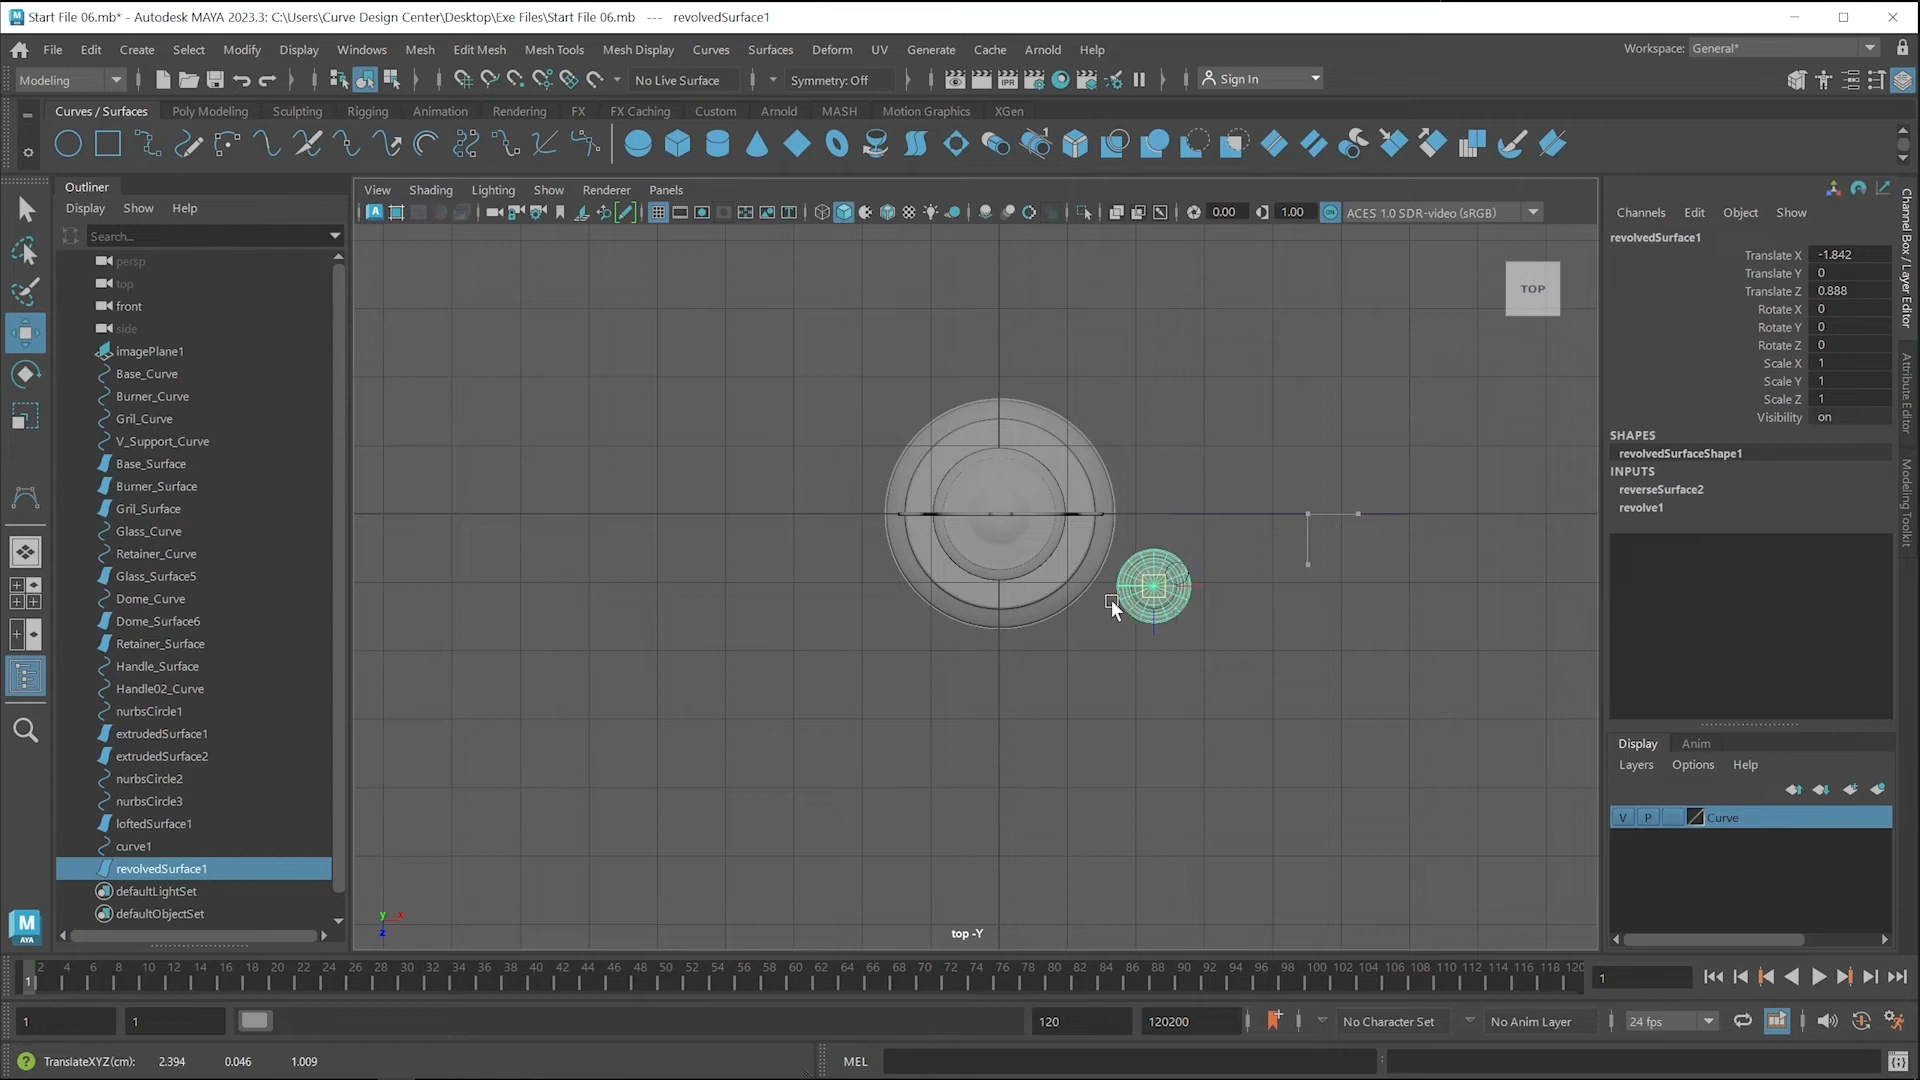 Start File 06.mb* - Autodesk MAYA 2023.3: C:\Users\Curve Design Center\Desktop\Exe Files\Start File 06.mb --- revolvedSurface1
File Edit Create Select Modify Display Windows Mesh Edit Mesh Mesh Tools Mesh Display Curves Surfaces Deform UV Generate Cache Arnold Help
Workspace: General*
Modeling
No Live Surface
Symmetry: Off
IPR
Sign In
Curves / Surfaces Poly Modeling Sculpting Rigging Animation Rendering FX FX Caching Custom Arnold MASH Motion Graphics XGen
Outliner
Display Show Help
Search...
persp
top
front
side
imagePlane1
Base_Curve
Burner_Curve
Gril_Curve
V_Support_Curve
Base_Surface
Burner_Surface
Gril_Surface
Glass_Curve
Retainer_Curve
Glass_Surface5
Dome_Curve
Dome_Surface6
Retainer_Surface
Handle_Surface
Handle02_Curve
nurbsCircle1
extrudedSurface1
extrudedSurface2
nurbsCircle2
nurbsCircle3
loftedSurface1
curve1
revolvedSurface1
defaultLightSet
defaultObjectSet
M
AYA
View Shading Lighting Show Renderer Panels
A
0.00
1.00
ON
ACES 1.0 SDR-video (sRGB)
TOP
y x
z
top -Y
Channels Edit Object Show
revolvedSurface1
Translate X -1.842
Translate Y 0
Translate Z 0.888
Rotate X 0
Rotate Y 0
Rotate Z 0
Scale X 1
Scale Y 1
Scale Z 1
Visibility on
SHAPES
revolvedSurfaceShape1
INPUTS
reverseSurface2
revolve1
Channel Box / Layer Editor
Attribute Editor
Modeling Toolkit
Display Anim
Layers Options Help
V P Curve
1 2 4 6 8 10 12 14 16 18 20 22 24 26 28 30 32 34 36 38 40 42 44 46 48 50 52 54 56 58 60 62 64 66 68 70 72 74 76 78 80 82 84 86 88 90 92 94 96 98 100 102 104 106 108 110 112 114 116 118 120
1
1
1
120
120200
No Character Set
No Anim Layer
24 fps
TranslateXYZ(cm): 2.394 0.046 1.009
MEL